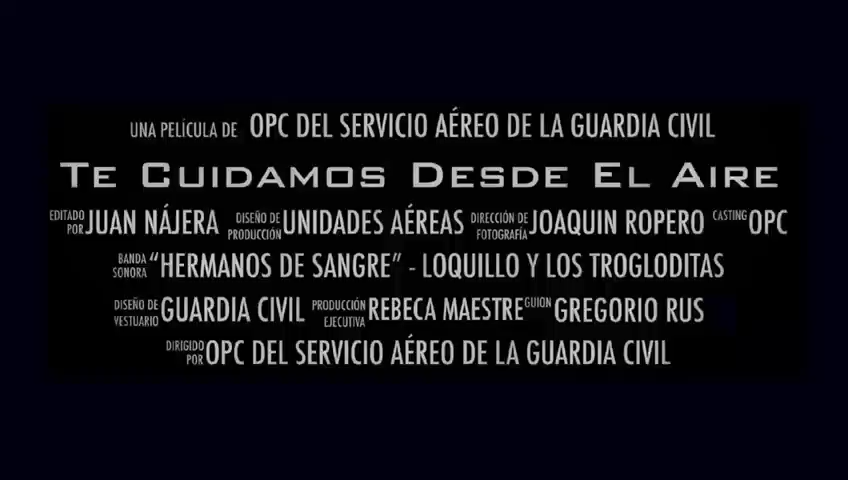 UNA PELÍCULA DE OPC DEL SERVICIO AÉREO DE LA GUARDIA CIVIL
TE CUIDAMOS DESDE EL AIRE
EDITADO POR JUAN NÁJERA DISEÑO DE PRODUCCIÓN UNIDADES AÉREAS DIRECCIÓN DE FOTOGRAFÍA JOAQUIN ROPERO CASTING OPC
BANDA SONORA “HERMANOS DE SANGRE” - LOQUILLO Y LOS TROGLODITAS
DISEÑO DE VESTUARIO GUARDIA CIVIL PRODUCCIÓN EJECUTIVA REBECA MAESTRE GUION GREGORIO RUS
DIRIGIDO POR OPC DEL SERVICIO AÉREO DE LA GUARDIA CIVIL